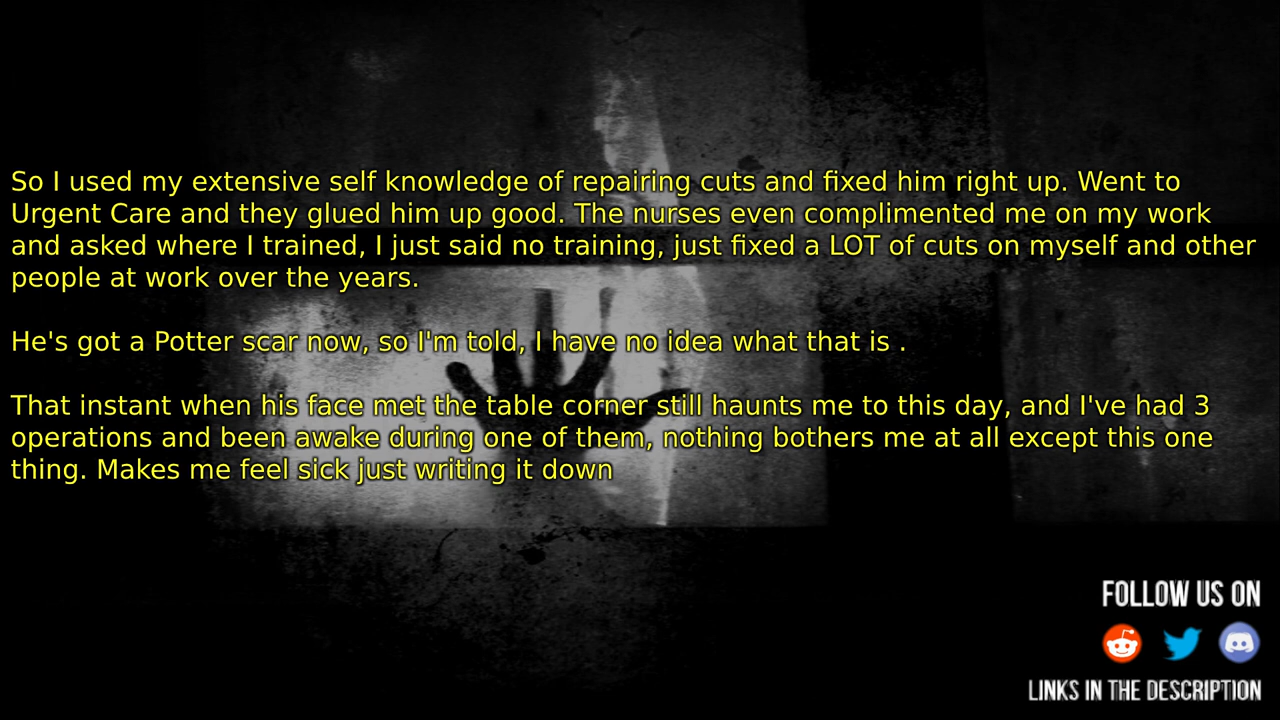 So I used my extensive self knowledge of repairing cuts and fixed him right up. Went to
Urgent Care and they glued him up good. The nurses even complimented me on my work
and asked where I trained, I just said no training, just fixed a LOT of cuts on myself and other
people at work over the years.
He's got a Potter scar now, so I'm told, I have no idea what that is .
That instant when his face met the table corner still haunts me to this day, and I've had 3
operations and been awake during one of them, nothing bothers me at all except this one
thing. Makes me feel sick just writing it down
FOLLOW US ON
LINKS IN THE DESCRIPTION